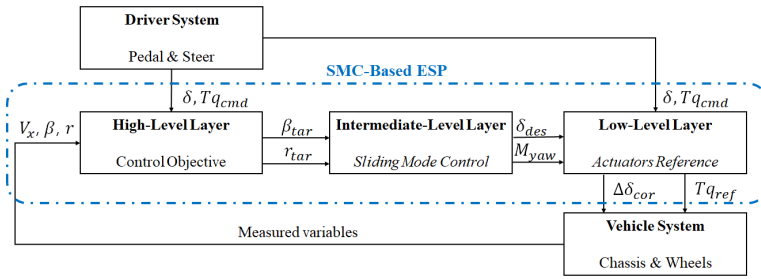 Driver System
Pedal & Steer
SMC-Based ESP
δ, Tq_cmd
δ, Tq_cmd
V_x, β, r
High-Level Layer
Control Objective
β_tar
r_tar
Intermediate-Level Layer
Sliding Mode Control
δ_des
M_yaw
Low-Level Layer
Actuators Reference
Δδ_cor
Tq_ref
Measured variables
Vehicle System
Chassis & Wheels